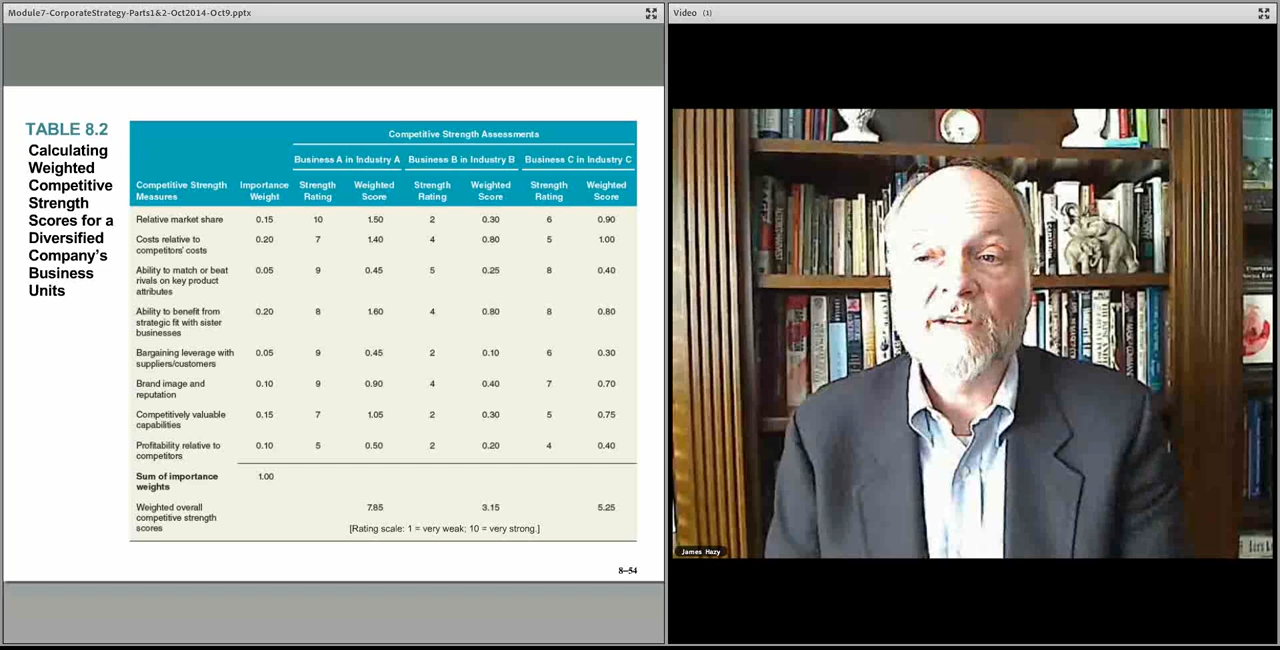 Module7-CorporateStrategy-Parts1&2-Oct2014-Oct9.pptx
Video (1)
TABLE 8.2
Calculating
Weighted
Competitive
Strength
Scores for a
Diversified
Company's
Business
Units
Competitive Strength Assessments
Business A in Industry A Business B in Industry B Business C in Industry C
Competitive Strength Importance Strength Weighted Strength Weighted Strength Weighted
Measures Weight Rating Score Rating Score Rating Score
Relative market share 0.15 10 1.50 2 0.30 6 0.90
Costs relative to 0.20 7 1.40 4 0.80 5 1.00
competitors' costs
Ability to match or beat 0.05 9 0.45 5 0.25 8 0.40
rivals on key product
attributes
Ability to benefit from 0.20 8 1.60 4 0.80 8 0.80
strategic fit with sister
businesses
Bargaining leverage with 0.05 9 0.45 2 0.10 6 0.30
suppliers/customers
Brand image and 0.10 9 0.90 4 0.40 7 0.70
reputation
Competitively valuable 0.15 7 1.05 2 0.30 5 0.75
capabilities
Profitability relative to 0.10 5 0.50 2 0.20 4 0.40
competitors
Sum of importance 1.00
weights
Weighted overall 7.85 3.15 5.25
competitive strength
scores
[Rating scale: 1 = very weak; 10 = very strong.]
8–54
James Hazy